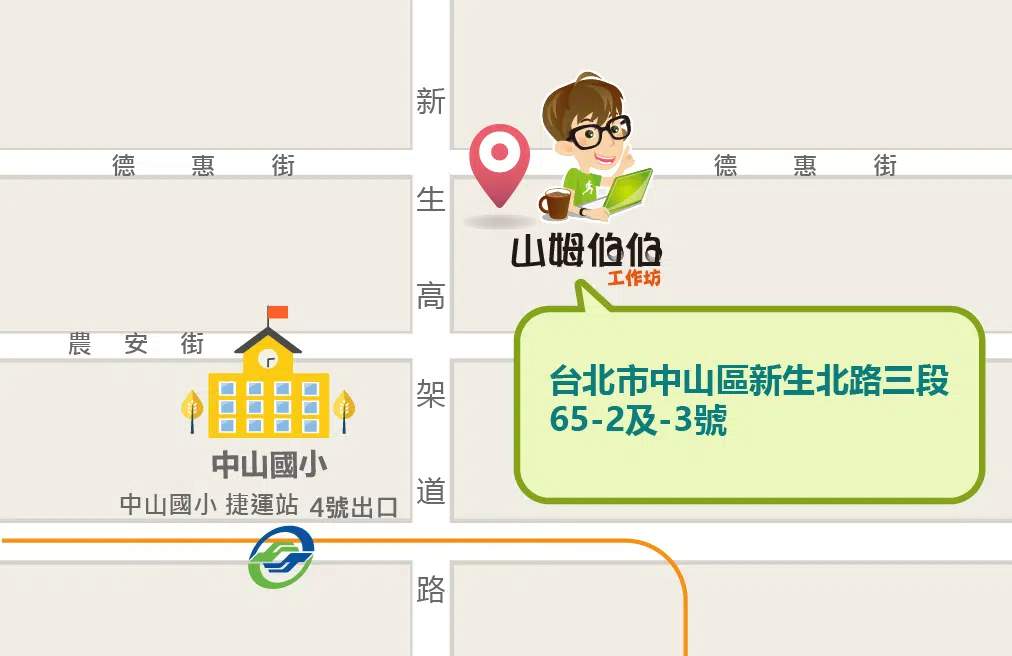 新生高架道路
德惠街
德惠街
山姆伯伯
工作坊
農安街
台北市中山區新生北路三段
65-2及-3號
中山國小
中山國小 捷運站 4號出口